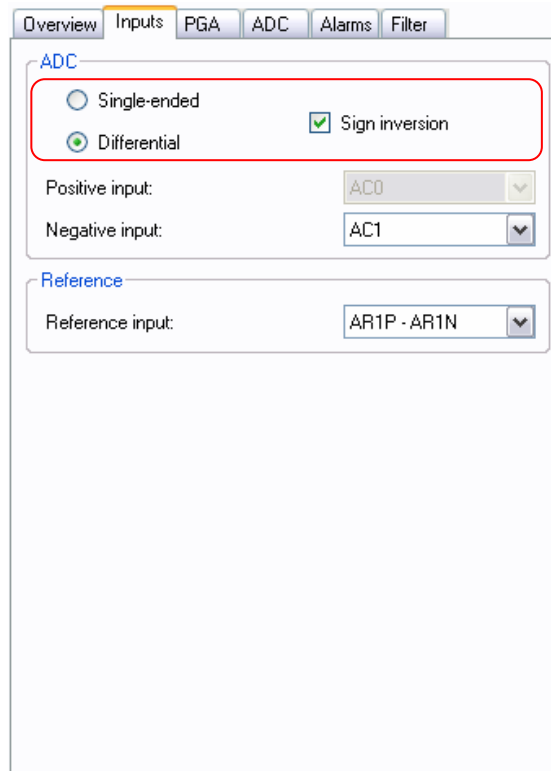 Overview Inputs PGA ADC Alarms Filter
ADC
Single-ended
Sign inversion
Differential
Positive input: AC0
Negative input: AC1
Reference
Reference input: AR1P - AR1N